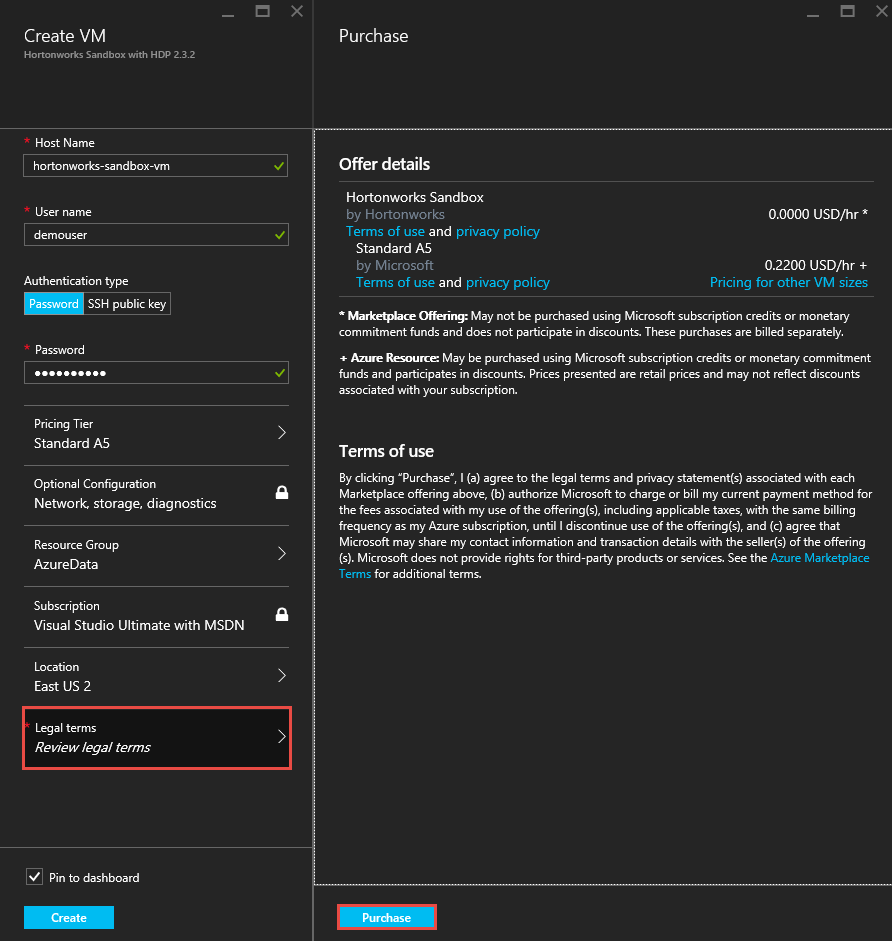 Create VM
Hortonworks Sandbox with HDP 2.3.2
* Host Name
hortonworks-sandbox-vm
* User name
demouser
Authentication type
Password SSH public key
* Password
●●●●●●●●●●
Pricing Tier
Standard A5
Optional Configuration
Network, storage, diagnostics
Resource Group
AzureData
Subscription
Visual Studio Ultimate with MSDN
Location
East US 2
* Legal terms
Review legal terms
Pin to dashboard
Create
Purchase
Offer details
Hortonworks Sandbox
by Hortonworks 0.0000 USD/hr *
Terms of use and privacy policy
Standard A5
by Microsoft 0.2200 USD/hr +
Terms of use and privacy policy Pricing for other VM sizes
* Marketplace Offering: May not be purchased using Microsoft subscription credits or monetary
commitment funds and does not participate in discounts. These purchases are billed separately.
+ Azure Resource: May be purchased using Microsoft subscription credits or monetary commitment
funds and participates in discounts. Prices presented are retail prices and may not reflect discounts
associated with your subscription.
Terms of use
By clicking “Purchase”, I (a) agree to the legal terms and privacy statement(s) associated with each
Marketplace offering above, (b) authorize Microsoft to charge or bill my current payment method for
the fees associated with my use of the offering(s), including applicable taxes, with the same billing
frequency as my Azure subscription, until I discontinue use of the offering(s), and (c) agree that
Microsoft may share my contact information and transaction details with the seller(s) of the offering
(s). Microsoft does not provide rights for third-party products or services. See the Azure Marketplace
Terms for additional terms.
Purchase